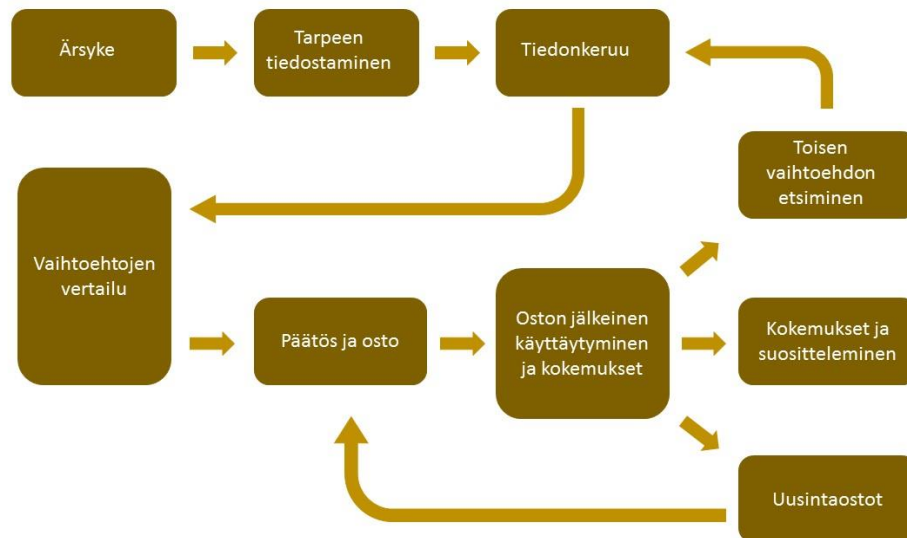 Ärsyke
Tarpeen
tiedostaminen
Tiedonkeruu
Toisen
vaihtoehdon
etsiminen
Vaihtoehtojen
vertailu
Päätös ja osto
Oston jälkeinen
käyttäytyminen
ja kokemukset
Kokemukset ja
suositteleminen
Uusintaostot